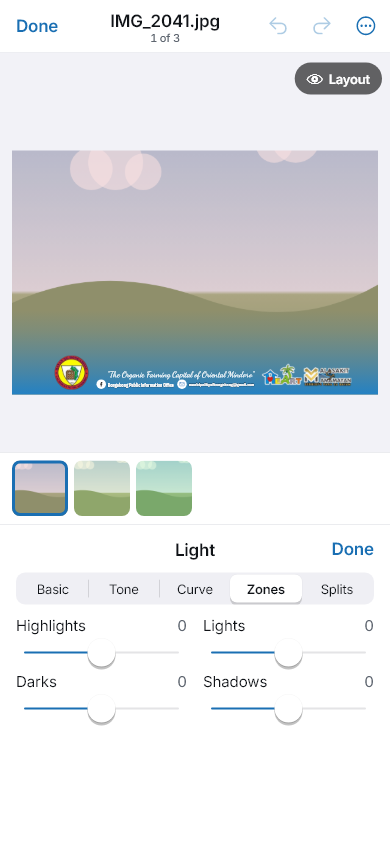 Done
IMG_2041.jpg
1 of 3
Layout
"The Organic Farming Capital of Oriental Mindoro"
Public Information Office
Light
Done
Basic
Tone
Curve
Zones
Splits
Highlights 0
Lights 0
Darks 0
Shadows 0